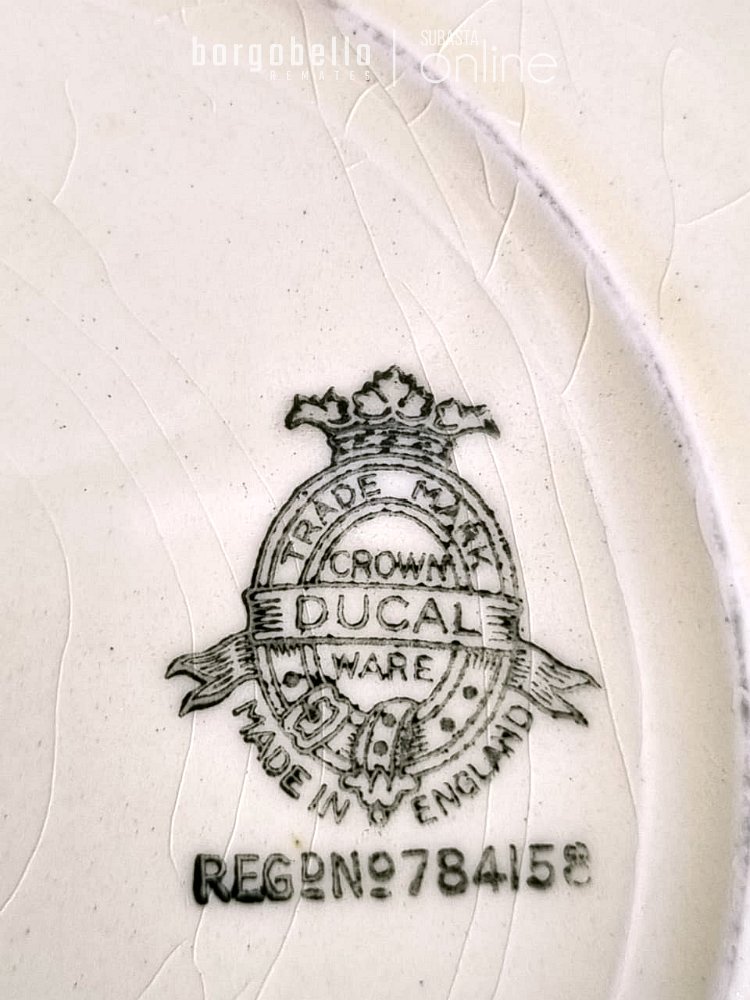 borgobello
REMATES
SUBASTA
online
TRADE MARK
CROWN
DUCAL
WARE
MADE IN ENGLAND
REGD No 784158